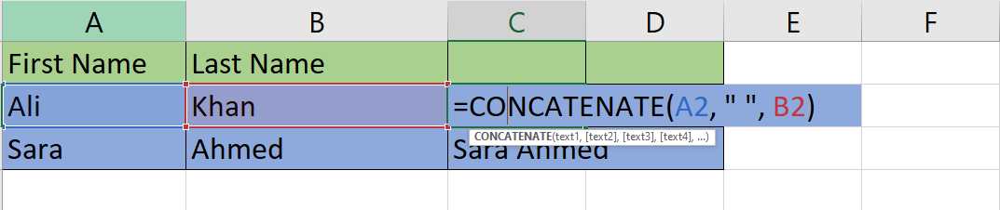 A B C D E F
First Name Last Name
Ali Khan =CONCATENATE(A2, " ", B2)
CONCATENATE(text1, [text2], [text3], [text4], ...)
Sara Ahmed Sara Ahmed